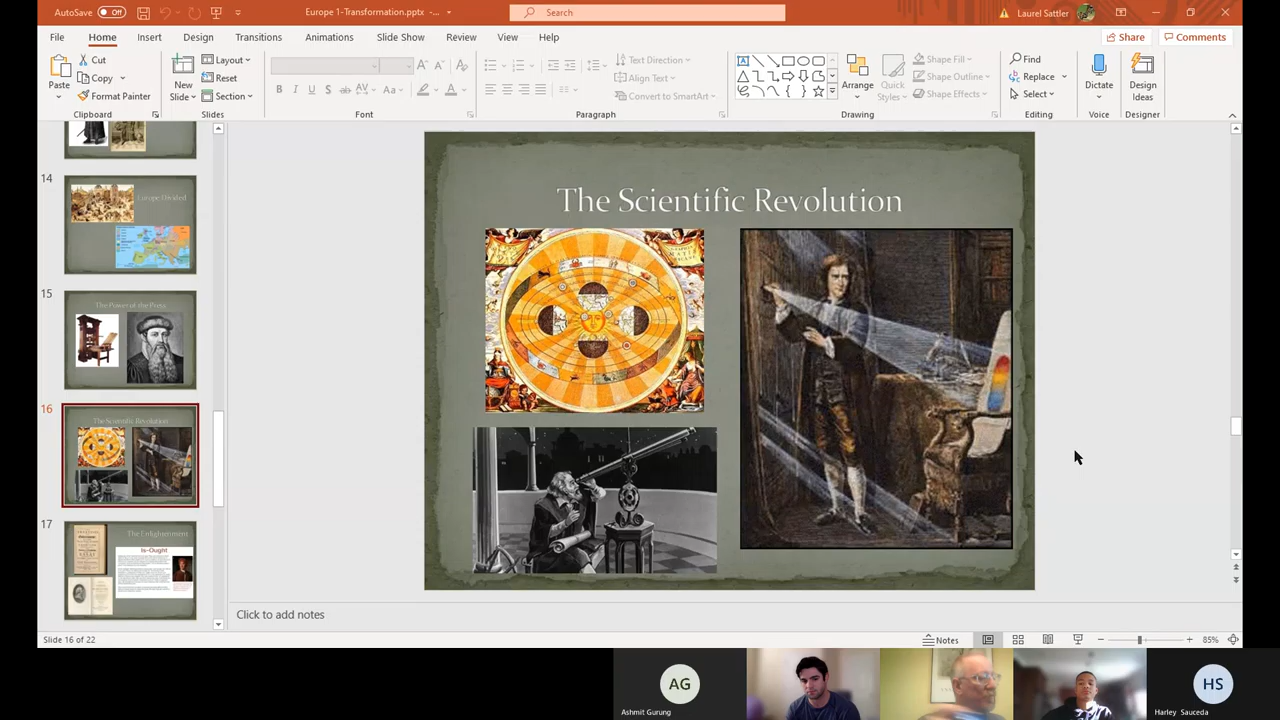 AutoSave Off Europe 1-Transformation.pptx -... Search Laurel Sattler
File Home Insert Design Transitions Animations Slide Show Review View Help Share Comments
Paste Cut Copy Format Painter New Slide Layout Reset Section
B I U S ab AV Aa A
Text Direction Align Text Convert to SmartArt
Arrange Quick Styles Shape Fill Shape Outline Shape Effects
Find Replace Select Dictate Design Ideas
Clipboard Slides Font Paragraph Drawing Editing Voice Designer
14
Europe Divided
15
The Power of the Press
16
The Scientific Revolution
17
The Enlightenment
Is-Ought
The Scientific Revolution
Click to add notes
Slide 16 of 22 Notes 85%
AG HS
Ashmit Gurung Harley Sauceda